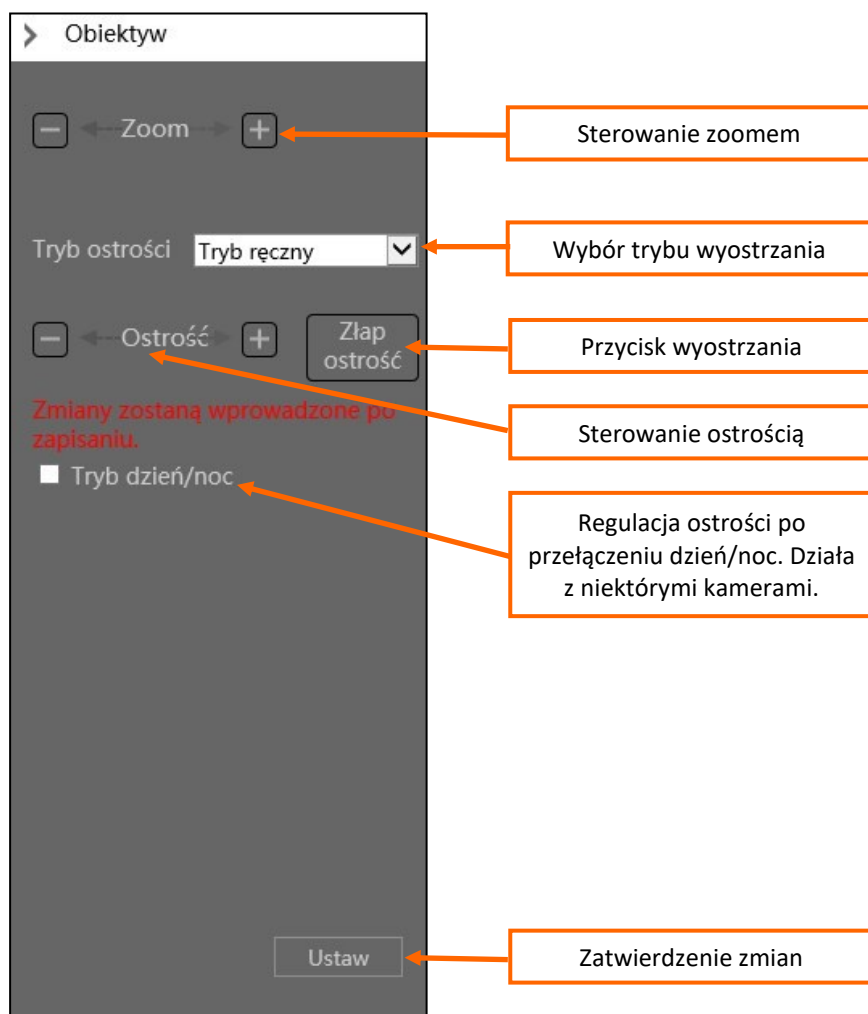 Obiektyw
Zoom
Sterowanie zoomem
Tryb ostrości
Tryb ręczny
Wybór trybu wyostrzania
Ostrość
Złap
ostrość
Przycisk wyostrzania
Zmiany zostaną wprowadzone po
zapisaniu.
Sterowanie ostrością
Tryb dzień/noc
Regulacja ostrości po
przełączeniu dzień/noc. Działa
z niektórymi kamerami.
Ustaw
Zatwierdzenie zmian